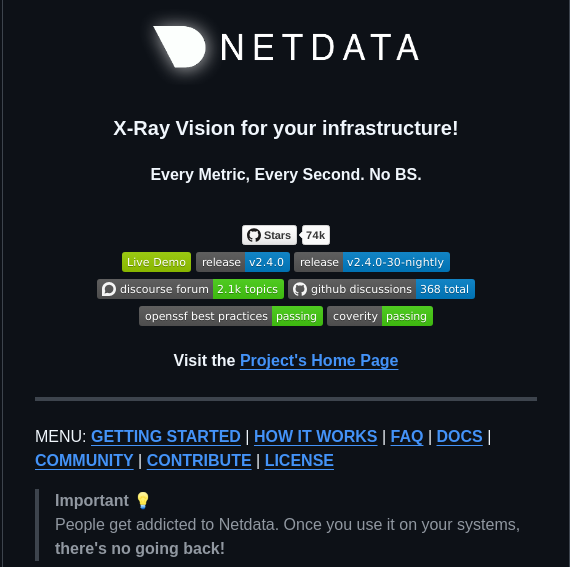 NETDATA
X-Ray Vision for your infrastructure!
Every Metric, Every Second. No BS.
Stars 74k
Live Demo release v2.4.0 release v2.4.0-30-nightly
discourse forum 2.1k topics github discussions 368 total
openssf best practices passing coverity passing
Visit the Project's Home Page
MENU: GETTING STARTED | HOW IT WORKS | FAQ | DOCS |
COMMUNITY | CONTRIBUTE | LICENSE
Important 💡
People get addicted to Netdata. Once you use it on your systems,
there's no going back!